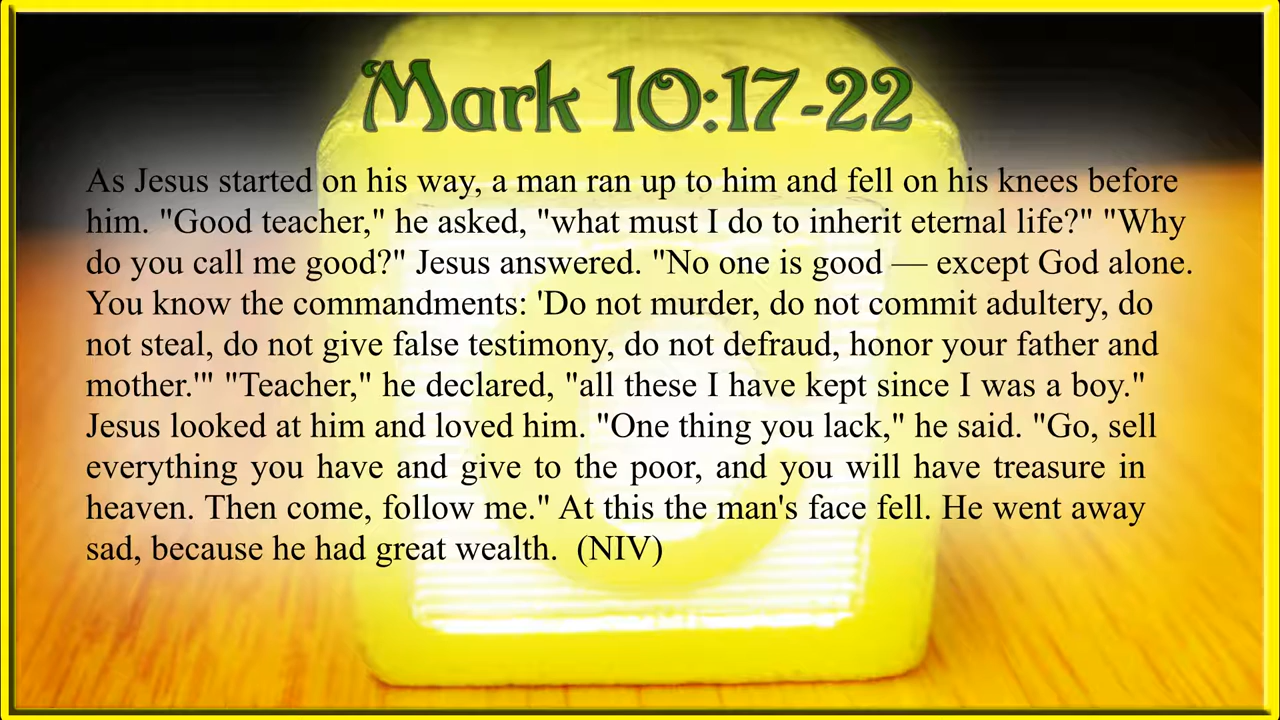 Mark 10:17-22
As Jesus started on his way, a man ran up to him and fell on his knees before
him. "Good teacher," he asked, "what must I do to inherit eternal life?" "Why
do you call me good?" Jesus answered. "No one is good — except God alone.
You know the commandments: 'Do not murder, do not commit adultery, do
not steal, do not give false testimony, do not defraud, honor your father and
mother.'" "Teacher," he declared, "all these I have kept since I was a boy."
Jesus looked at him and loved him. "One thing you lack," he said. "Go, sell
everything you have and give to the poor, and you will have treasure in
heaven. Then come, follow me." At this the man's face fell. He went away
sad, because he had great wealth. (NIV)